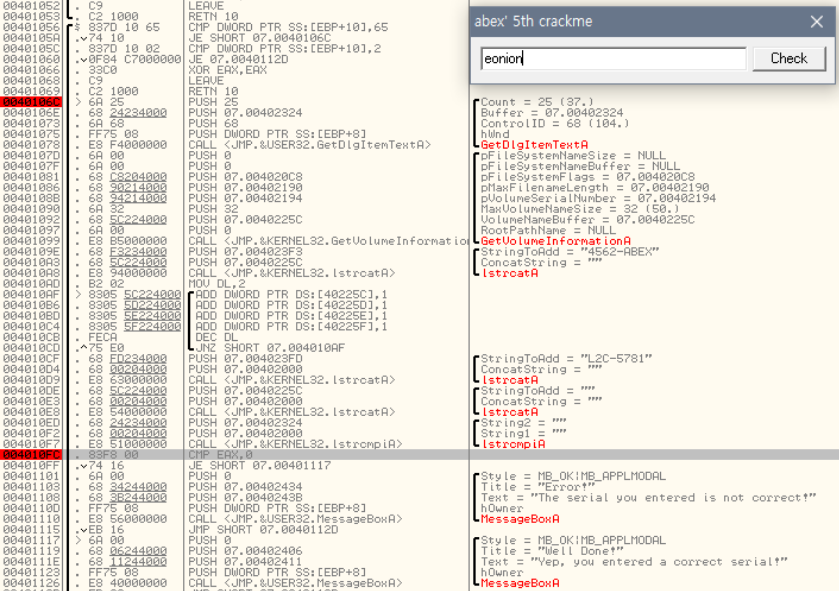 00401052 . C9 LEAVE
00401053 . C2 1000 RETN 10
00401056 $ 837D 10 65 CMP DWORD PTR SS:[EBP+10],65
0040105A 74 10 JE SHORT 07.0040106C
0040105C . 837D 10 02 CMP DWORD PTR SS:[EBP+10],2
00401060 0F84 C7000000 JE 07.0040112D
00401066 . 33C0 XOR EAX,EAX
00401068 . C9 LEAVE
00401069 . C2 1000 RETN 10
0040106C > 6A 25 PUSH 25
0040106E . 68 24234000 PUSH 07.00402324
00401073 . 6A 68 PUSH 68
00401075 . FF75 08 PUSH DWORD PTR SS:[EBP+8]
00401078 . E8 F4000000 CALL <JMP.&USER32.GetDlgItemTextA>
0040107D . 6A 00 PUSH 0
0040107F . 6A 00 PUSH 0
00401081 . 68 C8204000 PUSH 07.004020C8
00401086 . 68 90214000 PUSH 07.00402190
0040108B . 68 94214000 PUSH 07.00402194
00401090 . 6A 32 PUSH 32
00401092 . 68 5C224000 PUSH 07.0040225C
00401097 . 6A 00 PUSH 0
00401099 . E8 B5000000 CALL <JMP.&KERNEL32.GetVolumeInformation
0040109E . 68 F3234000 PUSH 07.004023F3
004010A3 . 68 5C224000 PUSH 07.0040225C
004010A8 . E8 94000000 CALL <JMP.&KERNEL32.lstrcatA>
004010AD . B2 02 MOV DL,2
004010AF > 8305 5C224000 ADD DWORD PTR DS:[40225C],1
004010B6 . 8305 5D224000 ADD DWORD PTR DS:[40225D],1
004010BD . 8305 5E224000 ADD DWORD PTR DS:[40225E],1
004010C4 . 8305 5F224000 ADD DWORD PTR DS:[40225F],1
004010CB . FECA DEC DL
004010CD .^75 E0 JNZ SHORT 07.004010AF
004010CF . 68 FD234000 PUSH 07.004023FD
004010D4 . 68 00204000 PUSH 07.00402000
004010D9 . E8 63000000 CALL <JMP.&KERNEL32.lstrcatA>
004010DE . 68 5C224000 PUSH 07.0040225C
004010E3 . 68 00204000 PUSH 07.00402000
004010E8 . E8 54000000 CALL <JMP.&KERNEL32.lstrcatA>
004010ED . 68 24234000 PUSH 07.00402324
004010F2 . 68 00204000 PUSH 07.00402000
004010F7 . E8 51000000 CALL <JMP.&KERNEL32.lstrcmpiA>
004010FC . 83F8 00 CMP EAX,0
004010FF 74 16 JE SHORT 07.00401117
00401101 . 6A 00 PUSH 0
00401103 . 68 34244000 PUSH 07.00402434
00401108 . 68 3B244000 PUSH 07.0040243B
0040110D . FF75 08 PUSH DWORD PTR SS:[EBP+8]
00401110 . E8 56000000 CALL <JMP.&USER32.MessageBoxA>
00401115 EB 16 JMP SHORT 07.0040112D
00401117 > 6A 00 PUSH 0
00401119 . 68 06244000 PUSH 07.00402406
0040111E . 68 11244000 PUSH 07.00402411
00401123 . FF75 08 PUSH DWORD PTR SS:[EBP+8]
00401126 . E8 40000000 CALL <JMP.&USER32.MessageBoxA>
abex' 5th crackme
eonion Check
Count = 25 (37.)
Buffer = 07.00402324
ControlID = 68 (104.)
hWnd
GetDlgItemTextA
pFileSystemNameSize = NULL
pFileSystemNameBuffer = NULL
pFileSystemFlags = 07.004020C8
pMaxFilenameLength = 07.00402190
pVolumeSerialNumber = 07.00402194
MaxVolumeNameSize = 32 (50.)
VolumeNameBuffer = 07.0040225C
RootPathName = NULL
GetVolumeInformationA
StringToAdd = "4562-ABEX"
ConcatString = ""
lstrcatA
StringToAdd = "L2C-5781"
ConcatString = ""
lstrcatA
StringToAdd = ""
ConcatString = ""
lstrcatA
String2 = ""
String1 = ""
lstrcmpiA
Style = MB_OK|MB_APPLMODAL
Title = "Error!"
Text = "The serial you entered is not correct!"
hOwner
MessageBoxA
Style = MB_OK|MB_APPLMODAL
Title = "Well Done!"
Text = "Yep, you entered a correct serial!"
hOwner
MessageBoxA